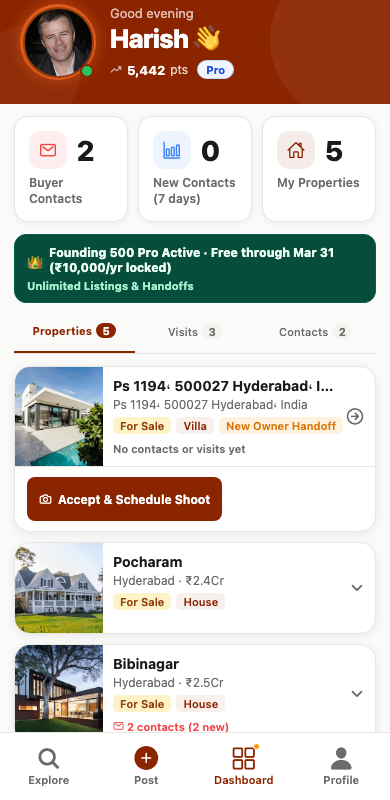 Good evening
Harish 👋
5,442 pts Pro
2
Buyer
Contacts
0
New Contacts
(7 days)
5
My Properties
Founding 500 Pro Active · Free through Mar 31
(₹10,000/yr locked)
Unlimited Listings & Handoffs
Properties 5
Visits 3
Contacts 2
Ps 1194، 500027 Hyderabad، I...
Ps 1194، 500027 Hyderabad، India
For Sale Villa New Owner Handoff
No contacts or visits yet
Accept & Schedule Shoot
Pocharam
Hyderabad · ₹2.4Cr
For Sale House
Bibinagar
Hyderabad · ₹2.5Cr
For Sale House
2 contacts (2 new)
Explore
Post
Dashboard
Profile